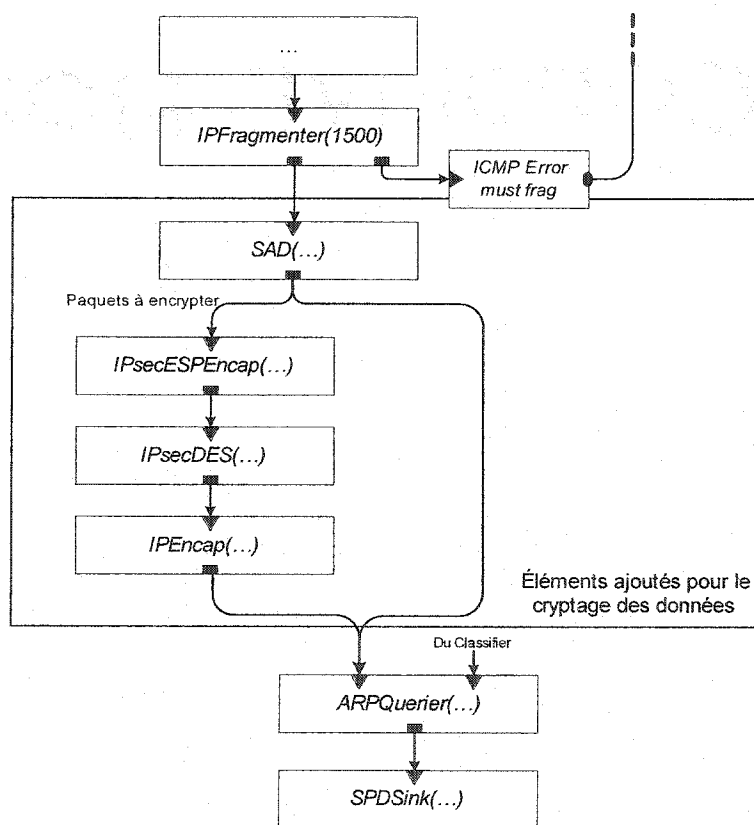 ...
IPFragmenter(1500)
ICMP Error
must frag
SAD(...)
Paquets à encrypter
IPsecESPEncap(...)
IPsecDES(...)
IPEncap(...)
Éléments ajoutés pour le
cryptage des données
Du Classifier
ARPQuerier(...)
SPDSink(...)